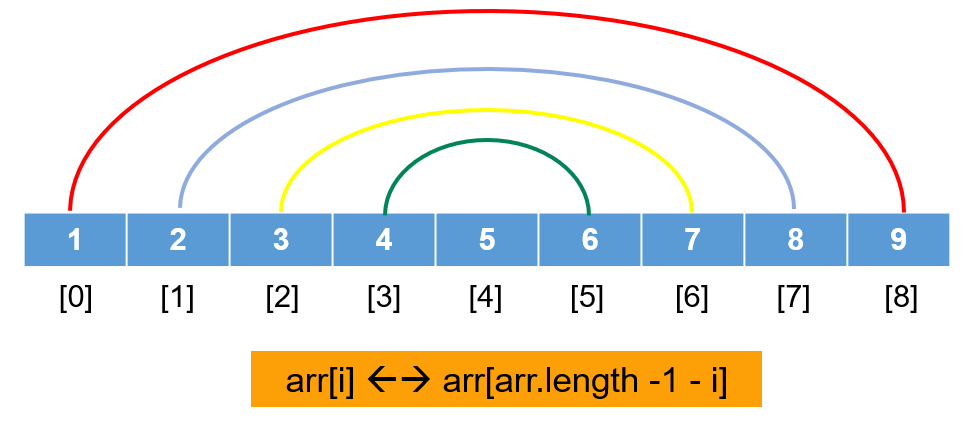 1 2 3 4 5 6 7 8 9
[0] [1] [2] [3] [4] [5] [6] [7] [8]
arr[i] ←→ arr[arr.length -1 - i]